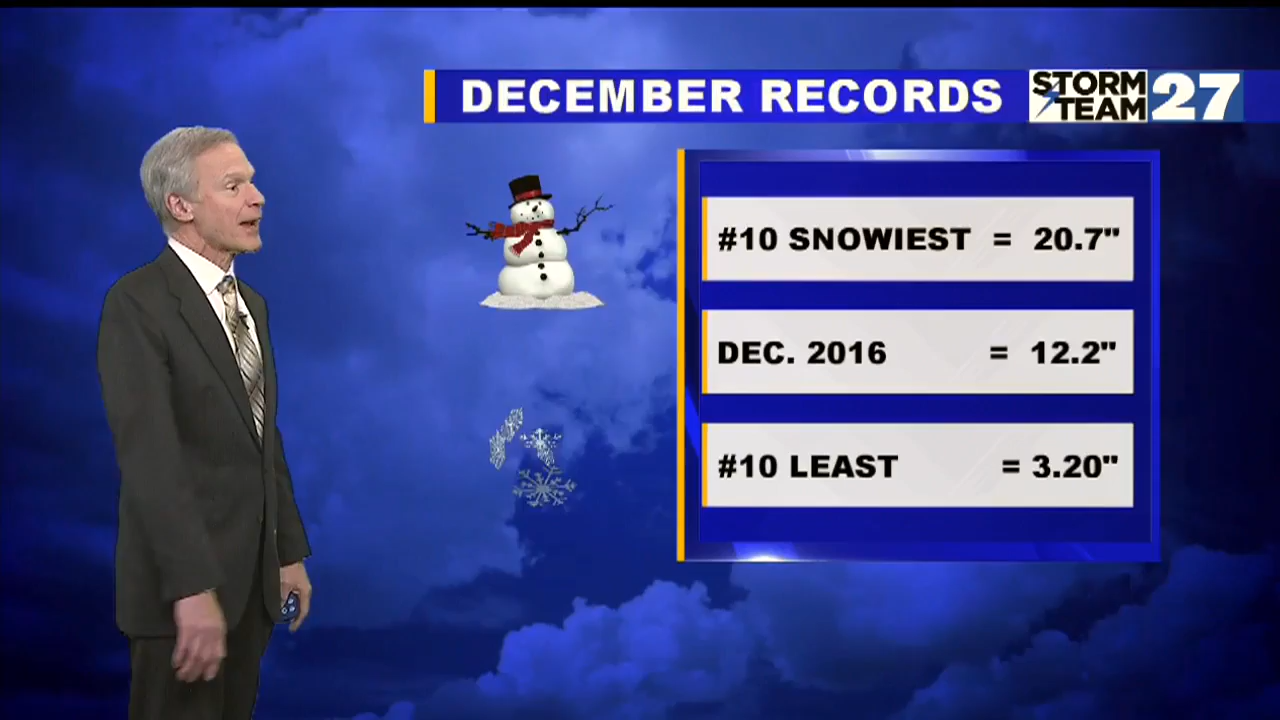 DECEMBER RECORDS
STORM
TEAM
27
#10 SNOWIEST = 20.7"
DEC. 2016 = 12.2"
#10 LEAST = 3.20"